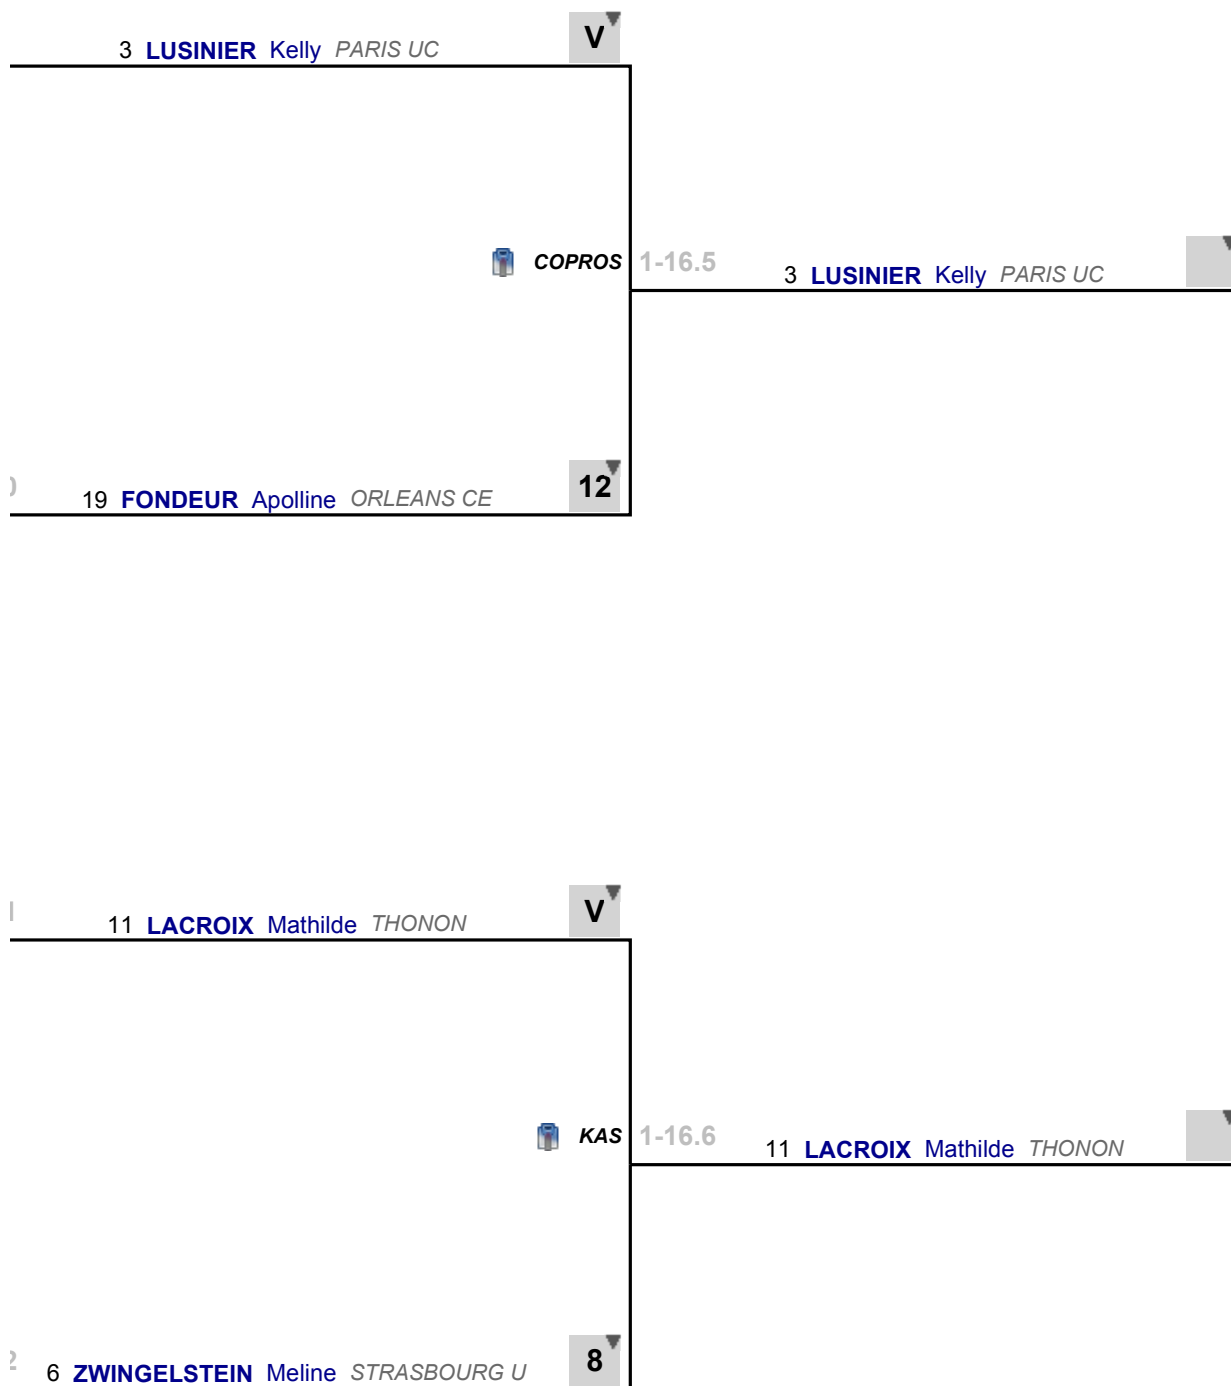 3 LUSINIER Kelly PARIS UC V
COPROS 1-16.5 3 LUSINIER Kelly PARIS UC
19 FONDEUR Apolline ORLEANS CE 12
11 LACROIX Mathilde THONON V
KAS 1-16.6 11 LACROIX Mathilde THONON
6 ZWINGELSTEIN Meline STRASBOURG U 8